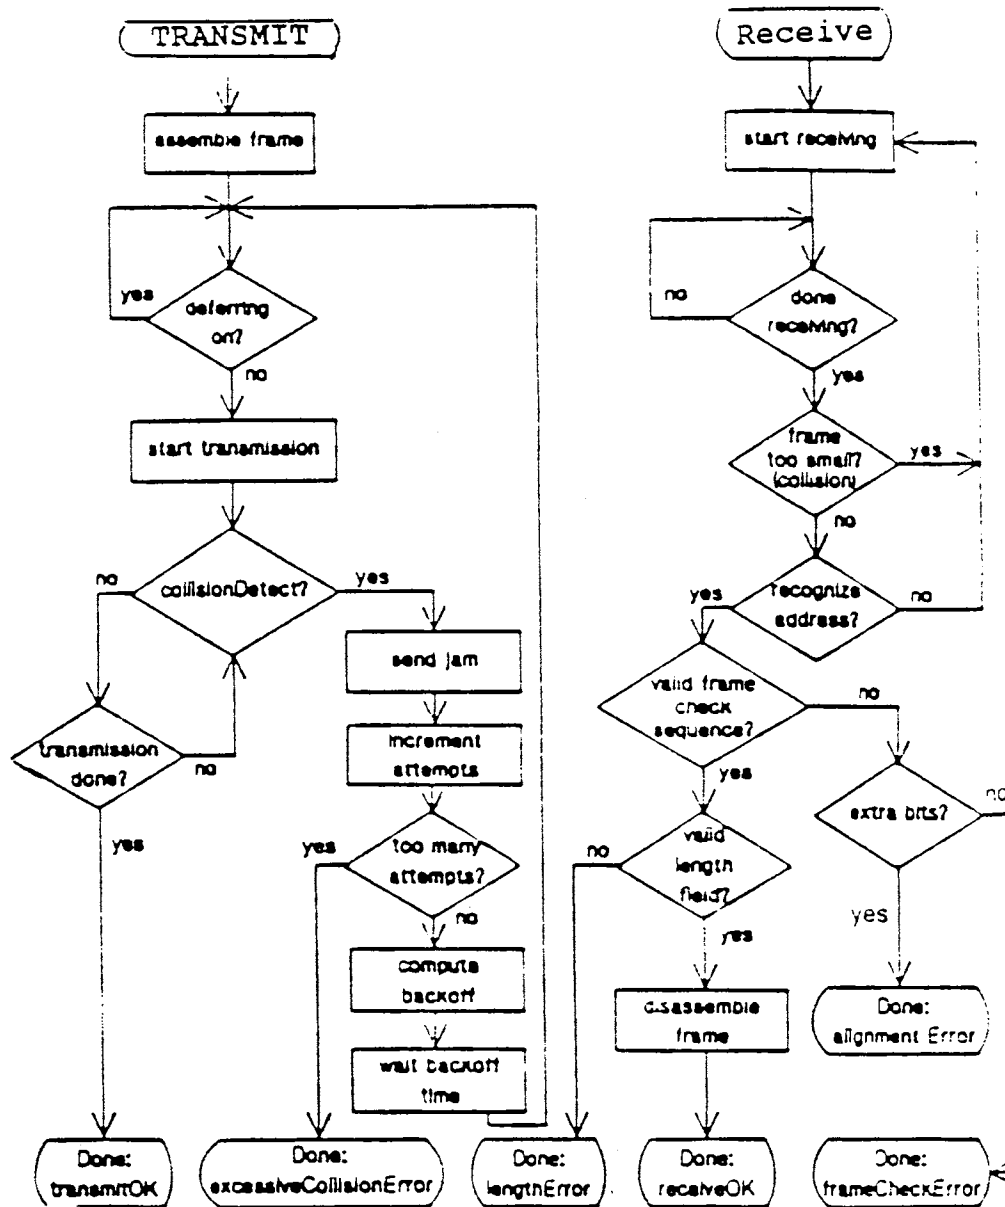 TRANSMIT
assemble frame
yes
deferring
on?
no
start transmission
no
collisionDetect?
yes
send jam
increment
attempts
transmission
done?
no
yes
yes
too many
attempts?
no
compute
backoff
wait backoff
time
Done:
transmitOK
Done:
excessiveCollisionError
Receive
start receiving
no
done
receiving?
yes
frame
too small?
(collision)
yes
no
yes
recognize
address?
no
valid frame
check
sequence?
no
yes
extra bits?
no
yes
no
valid
length
field?
yes
disassemble
frame
Done:
alignment Error
Done:
lengthError
Done:
receiveOK
Done:
frameCheckError